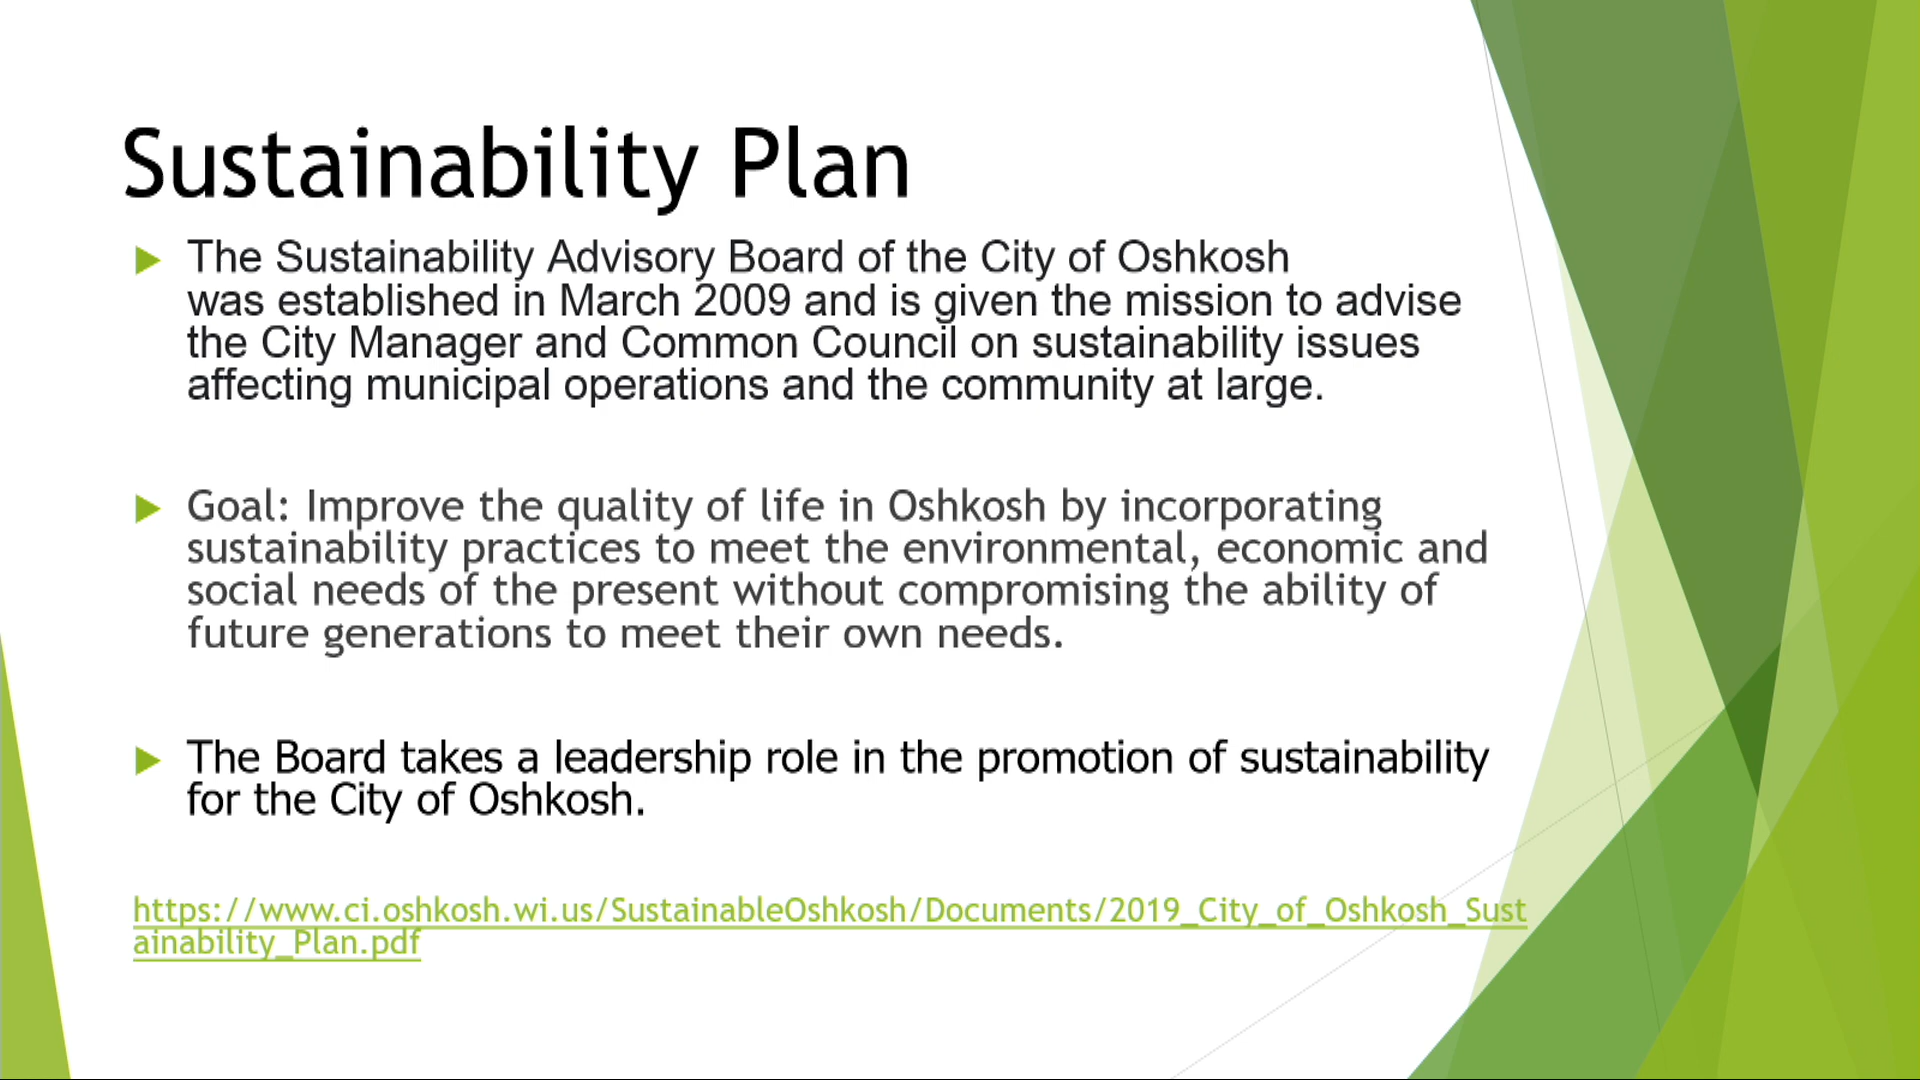 Sustainability Plan
The Sustainability Advisory Board of the City of Oshkosh
was established in March 2009 and is given the mission to advise
the City Manager and Common Council on sustainability issues
affecting municipal operations and the community at large.
Goal: Improve the quality of life in Oshkosh by incorporating
sustainability practices to meet the environmental, economic and
social needs of the present without compromising the ability of
future generations to meet their own needs.
The Board takes a leadership role in the promotion of sustainability
for the City of Oshkosh.
https://www.ci.oshkosh.wi.us/SustainableOshkosh/Documents/2019_City_of_Oshkosh_Sust
ainability_Plan.pdf